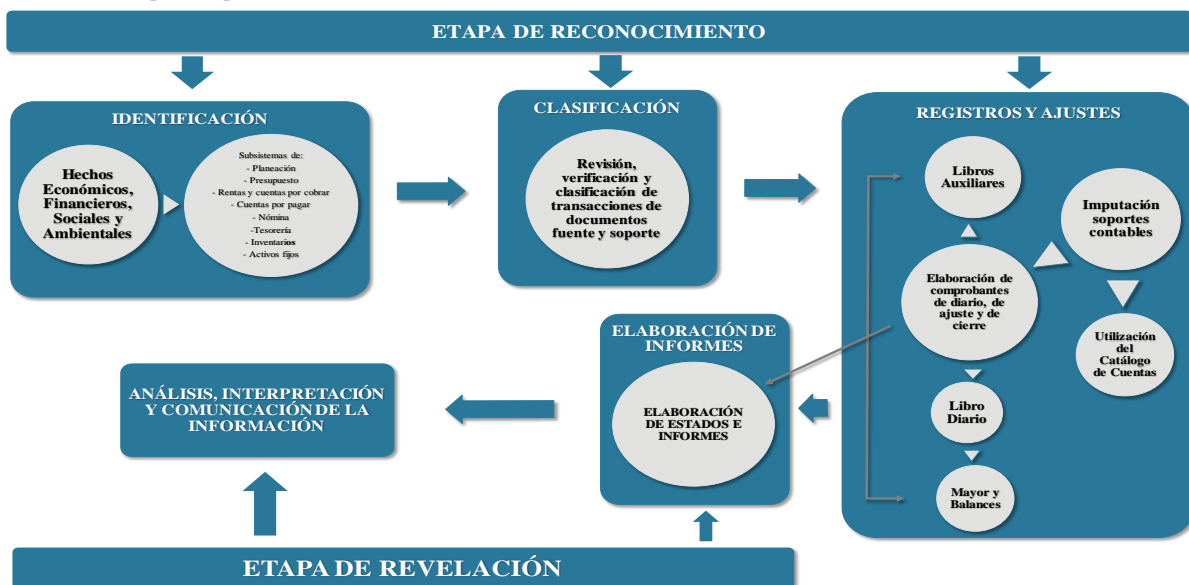 ETAPA DE RECONOCIMIENTO
IDENTIFICACIÓN
Hechos
Económicos,
Financieros,
Sociales y
Ambientales
Subsistemas de:
- Planeación
- Presupuesto
- Rentas y cuentas por cobrar
- Cuentas por pagar
- Nómina
-Tesorería
- Inventarios
- Activos fijos
CLASIFICACIÓN
Revisión,
verificación y
clasificación de
transacciones de
documentos
fuente y soporte
REGISTROS Y AJUSTES
Libros
Auxiliares
Imputación
soportes
contables
Elaboración de
comprobantes
de diario, de
ajuste y de
cierre
Utilización
del
Catálogo
de Cuentas
Libro
Diario
Mayor y
Balances
ELABORACIÓN DE
INFORMES
ELABORACIÓN
DE ESTADOS E
INFORMES
ANÁLISIS, INTERPRETACIÓN
Y COMUNICACIÓN DE LA
INFORMACIÓN
ETAPA DE REVELACIÓN